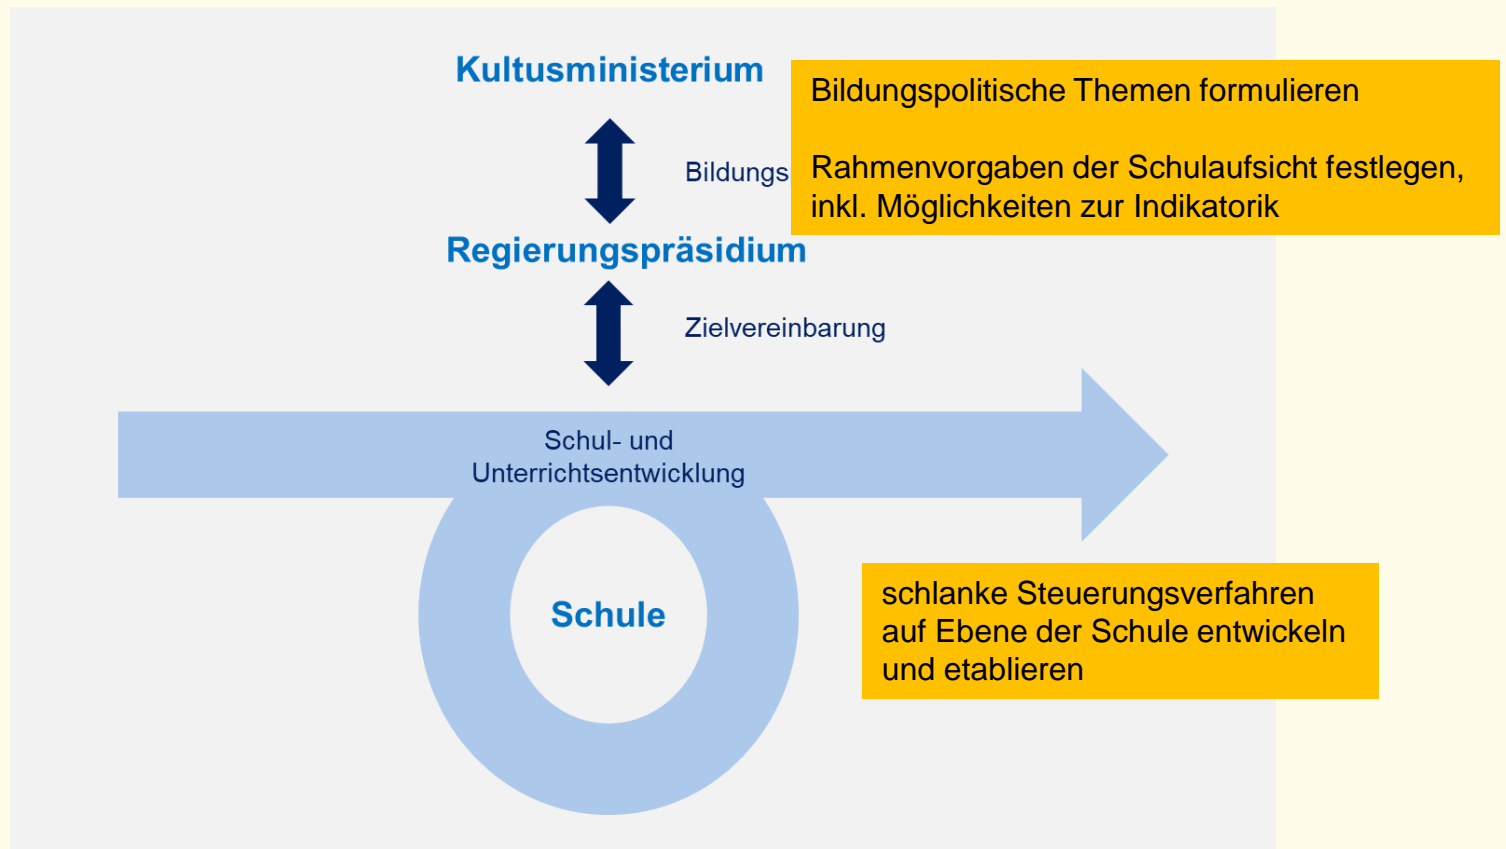 Kultusministerium
Bildungspolitische Themen formulieren
Rahmenvorgaben der Schulaufsicht festlegen,
inkl. Möglichkeiten zur Indikatorik
Bildungs
Regierungspräsidium
Zielvereinbarung
Schul- und
Unterrichtsentwicklung
Schule
schlanke Steuerungsverfahren
auf Ebene der Schule entwickeln
und etablieren